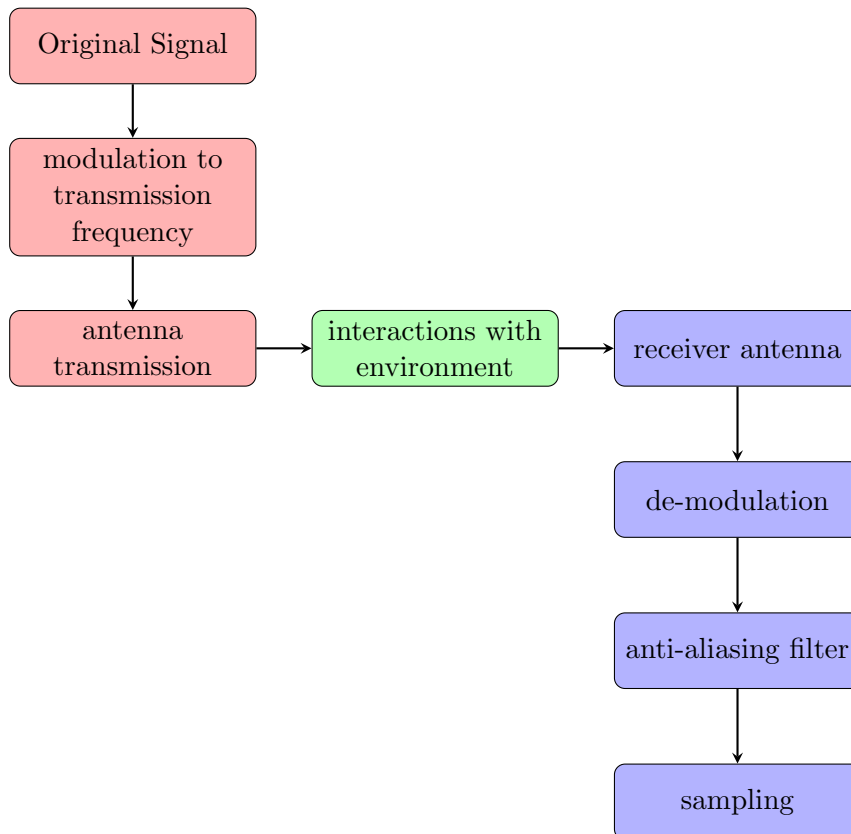 Original Signal
modulation to
transmission
frequency
antenna
transmission
interactions with
environment
receiver antenna
de-modulation
anti-aliasing filter
sampling